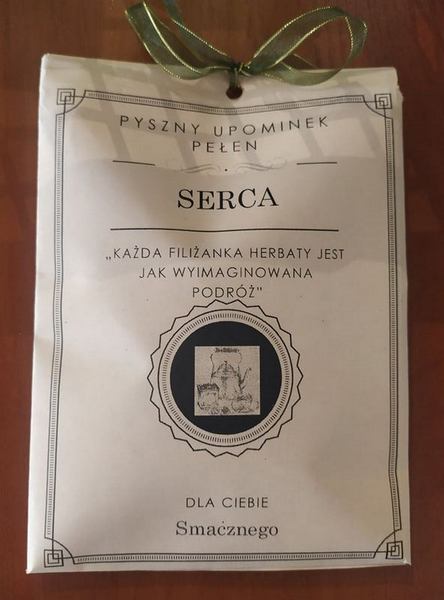 PYSZNY UPOMINEK
PEŁEN
SERCA
„KAŻDA FILIŻANKA HERBATY JEST
JAK WYIMAGINOWANA
PODRÓŻ"
DLA CIEBIE
Smacznego